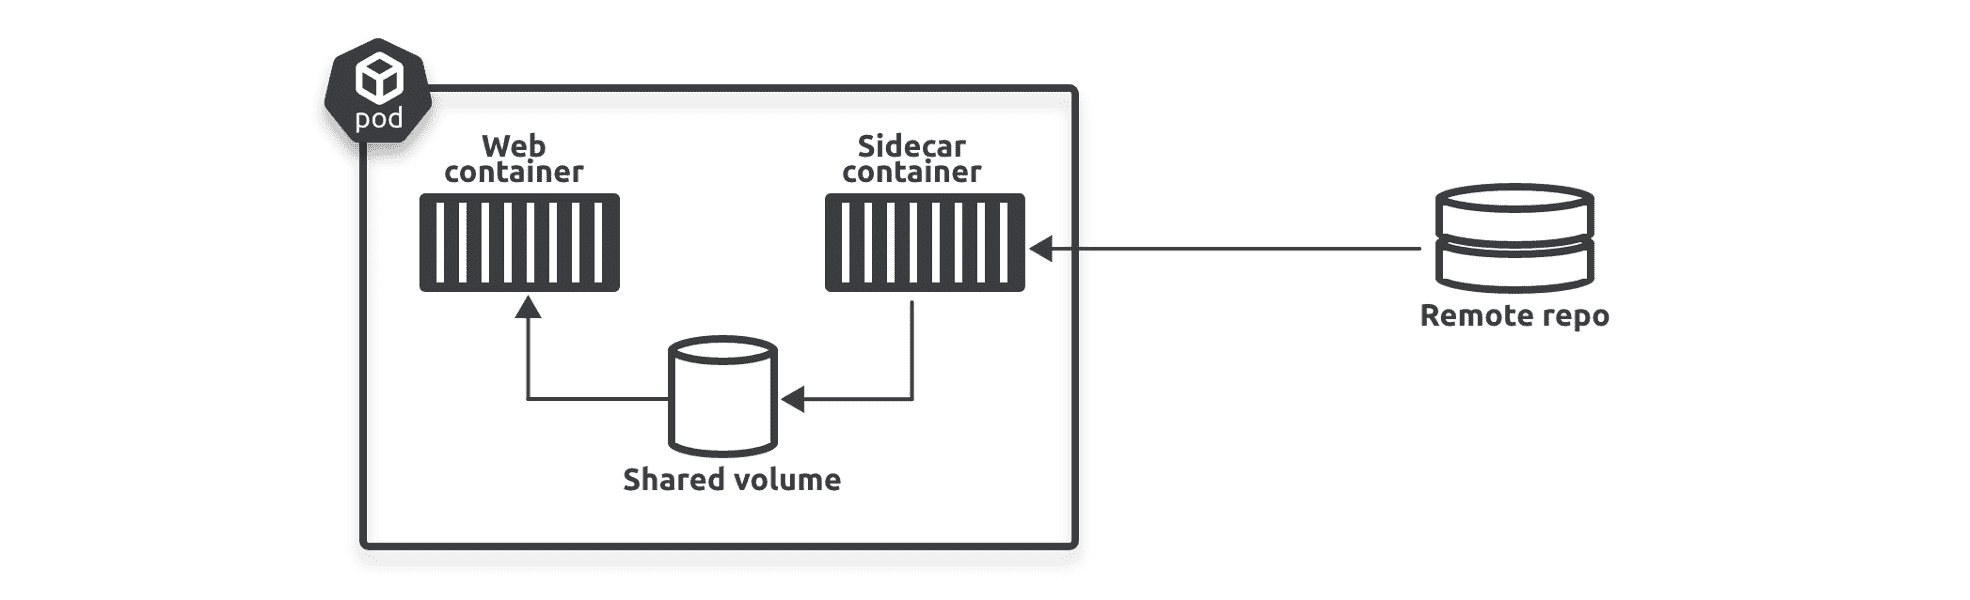 pod
Web
container
Sidecar
container
Remote repo
Shared volume